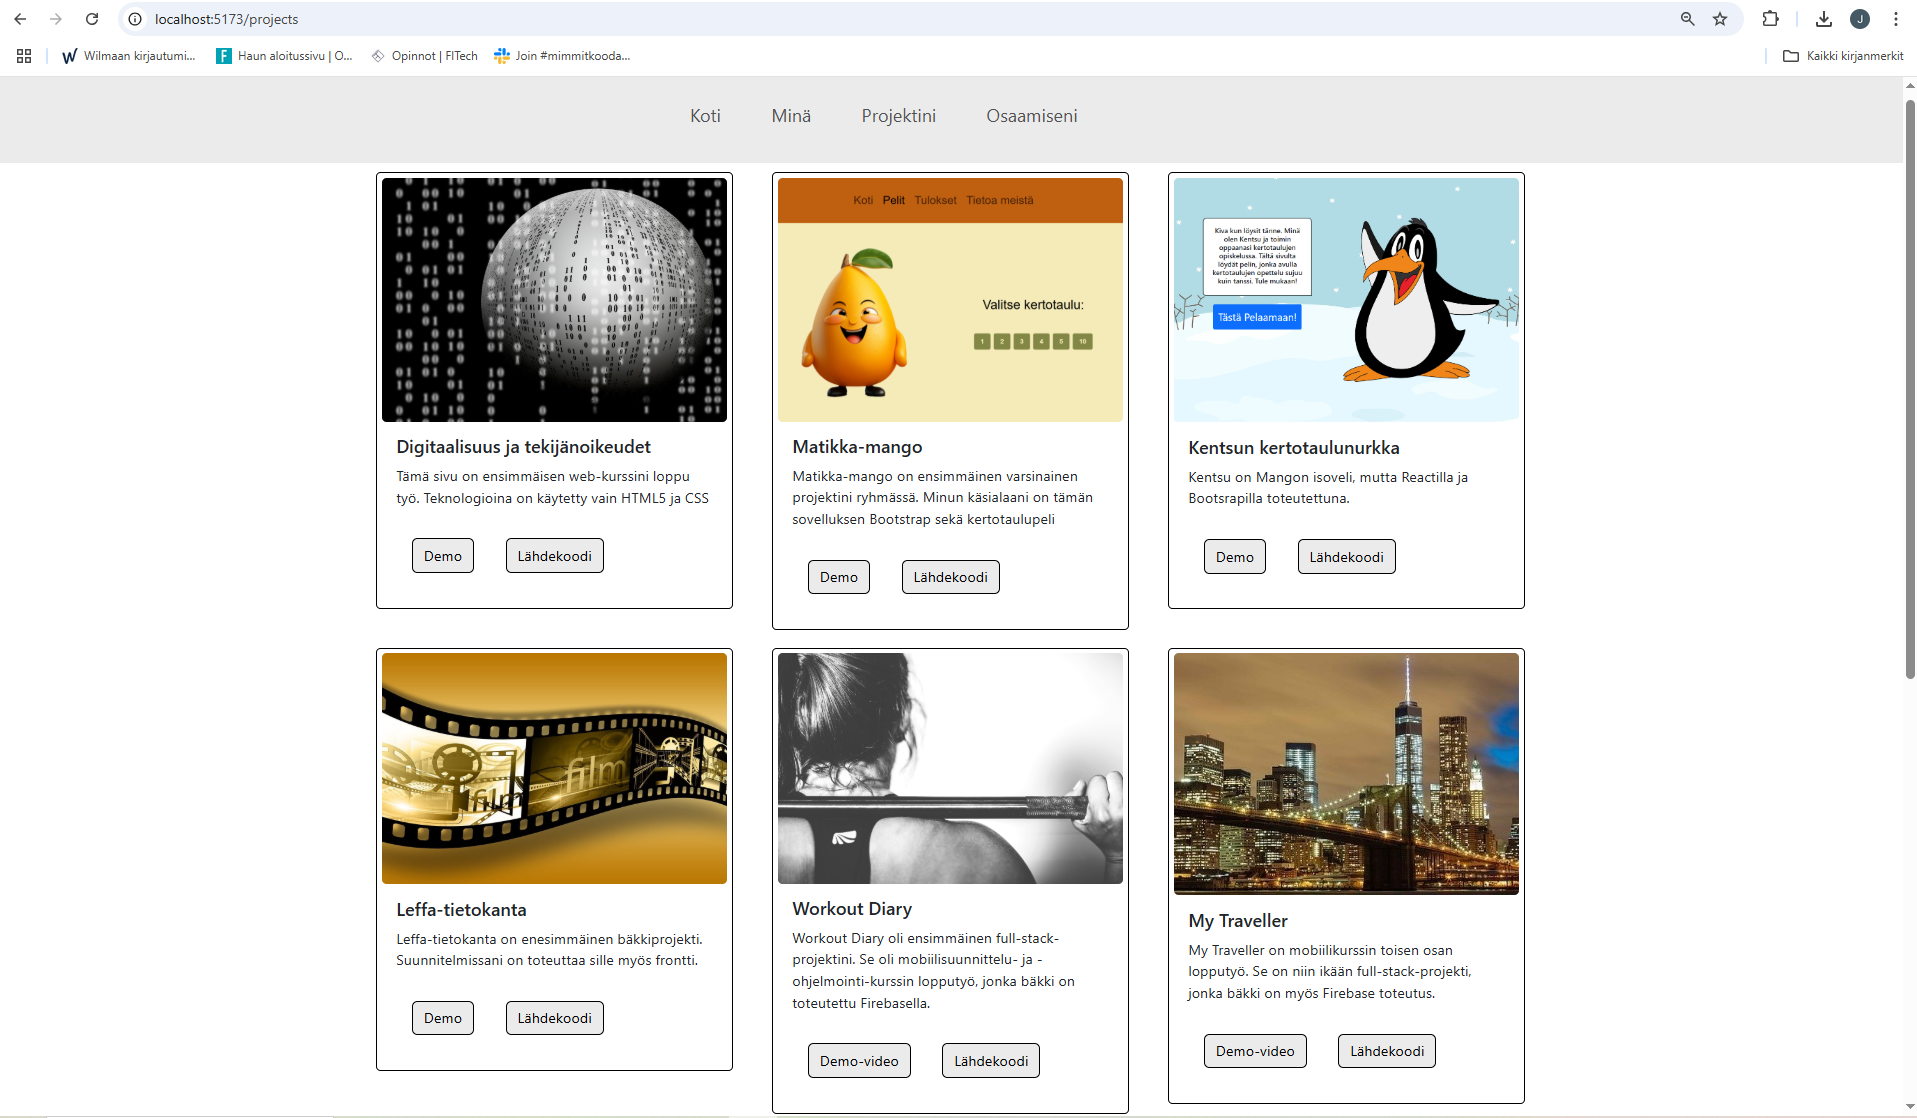 localhost:5173/projects
J
Wilmaan kirjautumi...
Haun aloitussivu | O...
Opinnot | FITech
Join #mimmitkooda...
Kaikki kirjanmerkit
Koti
Minä
Projektini
Osaamiseni
Digitaalisuus ja tekijänoikeudet
Tämä sivu on ensimmäisen web-kurssini loppu
työ. Teknologioina on käytetty vain HTML5 ja CSS
Demo
Lähdekoodi
Koti Pelit Tulokset Tietoa meistä
Valitse kertotaulu:
1 2 3 4 5 10
Matikka-mango
Matikka-mango on ensimmäinen varsinainen
projektini ryhmässä. Minun käsialaani on tämän
sovelluksen Bootstrap sekä kertotaulupeli
Demo
Lähdekoodi
Kiva kun löysit tänne. Minä
olen Kentsu ja toimin
oppaanasi kertotaulujen
opiskelussa. Tältä sivulta
löydät pelin, jonka avulla
kertotaulujen opettelu sujuu
kuin tanssi. Tule mukaan!
Tästä Pelaamaan!
Kentsun kertotaulunurkka
Kentsu on Mangon isoveli, mutta Reactilla ja
Bootsrapilla toteutettuna.
Demo
Lähdekoodi
film
film
Leffa-tietokanta
Leffa-tietokanta on enesimmäinen bäkkiprojekti.
Suunnitelmissani on toteuttaa sille myös frontti.
Demo
Lähdekoodi
Workout Diary
Workout Diary oli ensimmäinen full-stack-
projektini. Se oli mobiilisuunnittelu- ja -
ohjelmointi-kurssin lopputyö, jonka bäkki on
toteutettu Firebasella.
Demo-video
Lähdekoodi
My Traveller
My Traveller on mobiilikurssin toisen osan
lopputyö. Se on niin ikään full-stack-projekti,
jonka bäkki on myös Firebase toteutus.
Demo-video
Lähdekoodi